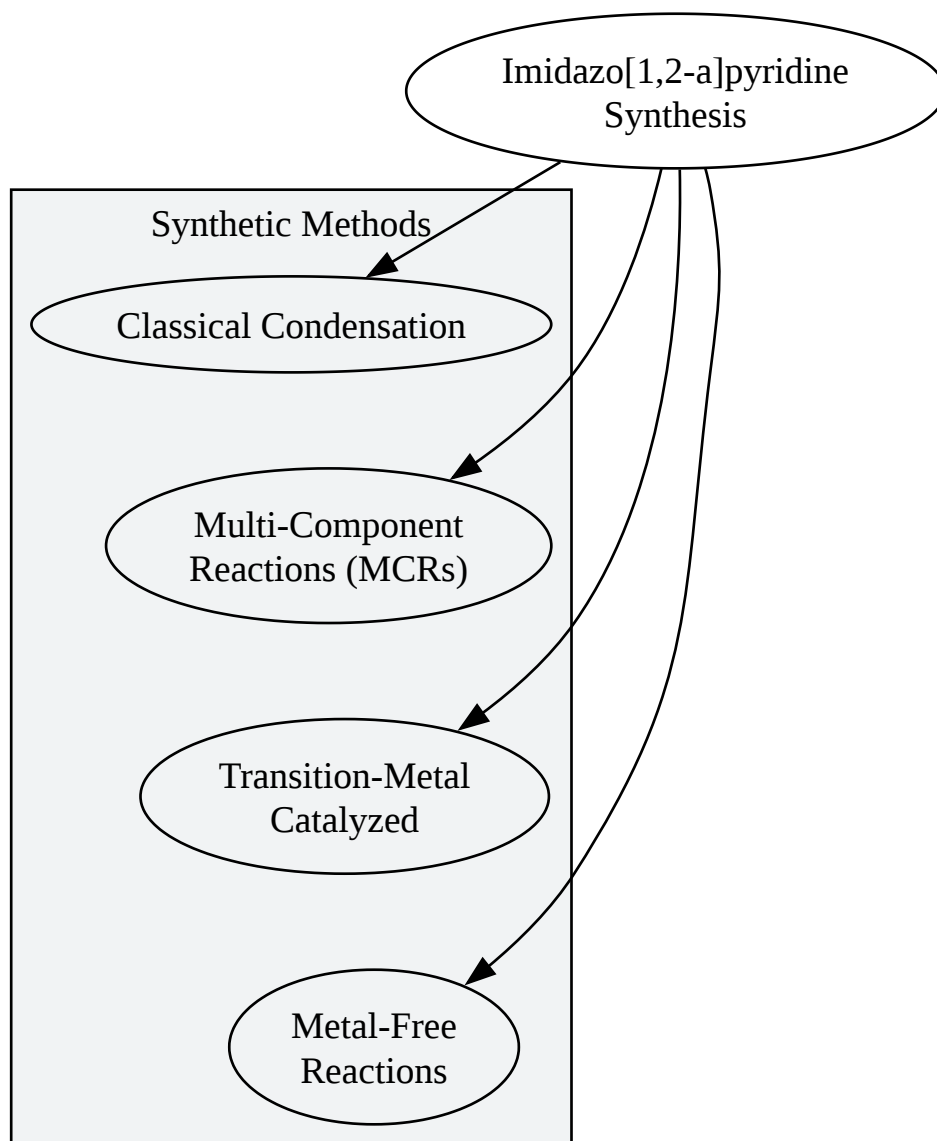 Imidazo[1,2-a]pyridine
Synthesis
Synthetic Methods
Classical Condensation
Multi-Component
Reactions (MCRs)
Transition-Metal
Catalyzed
Metal-Free
Reactions